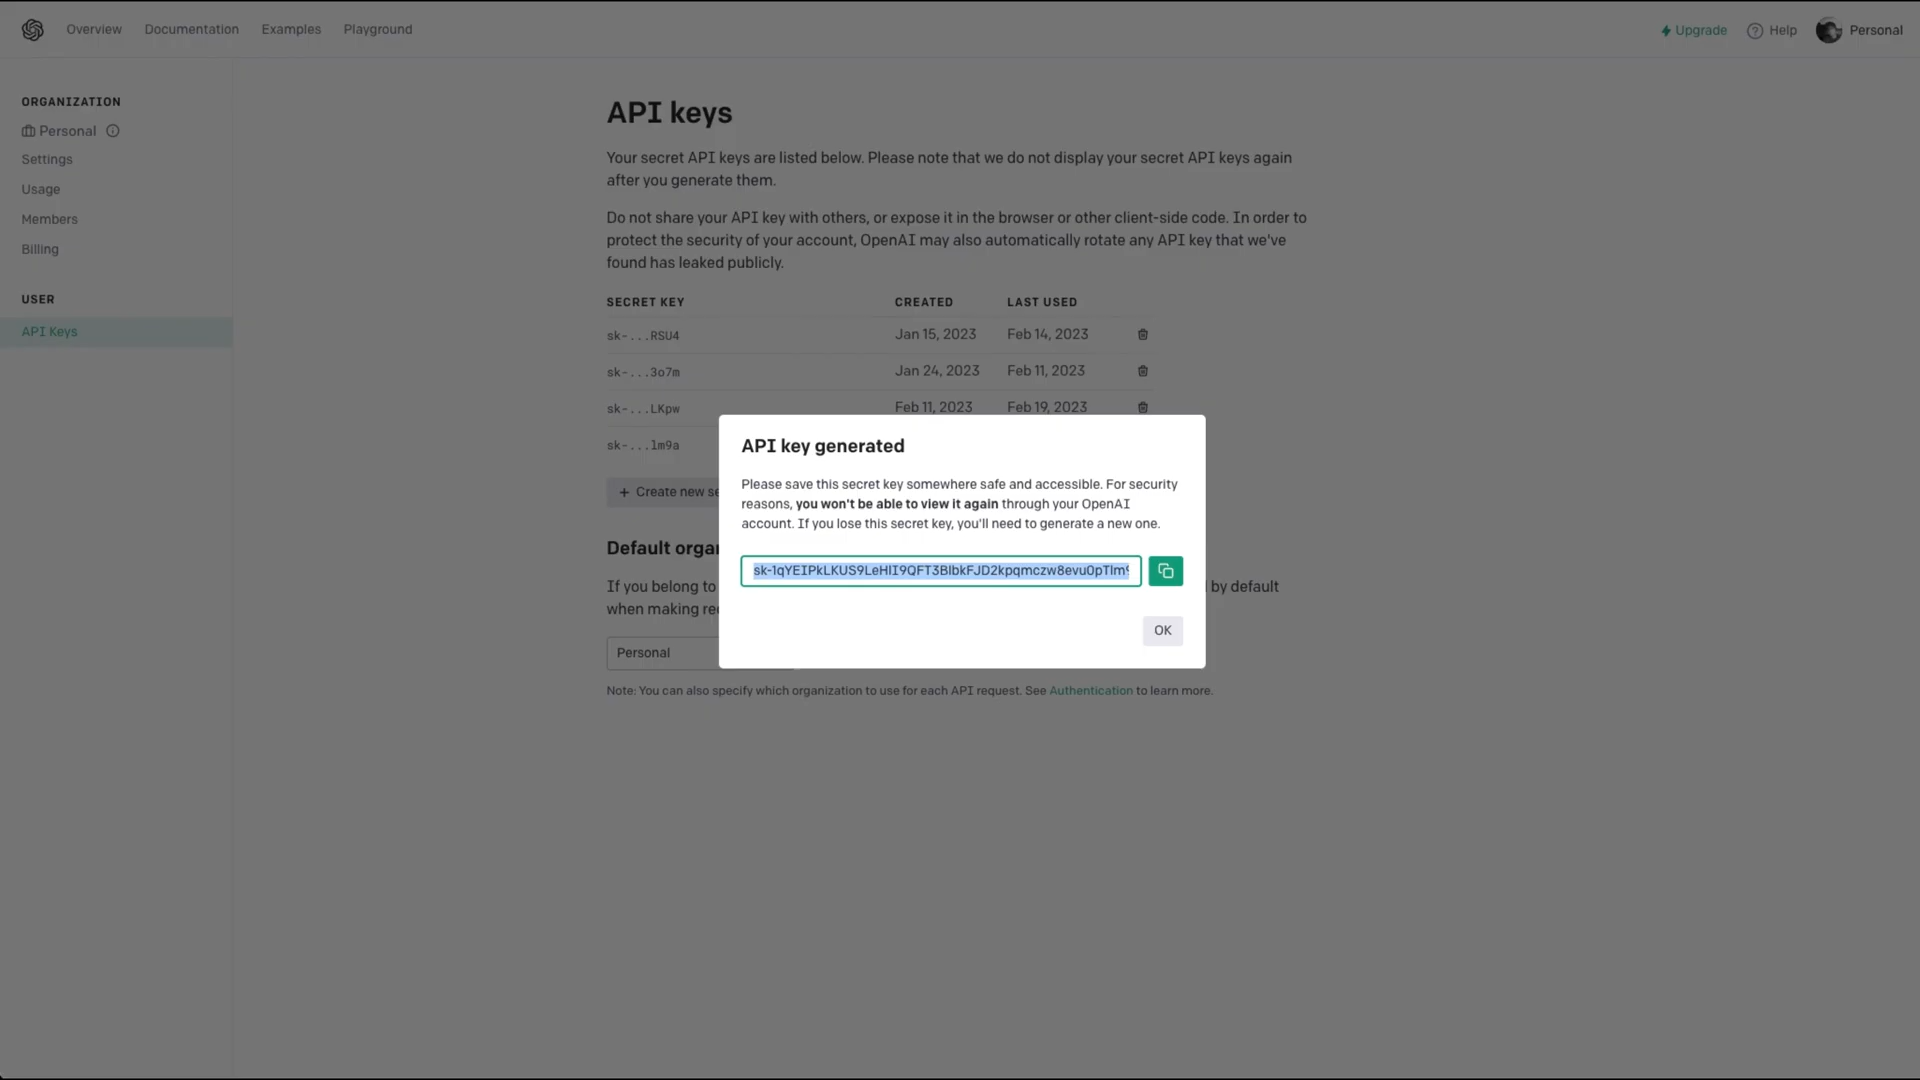 Overview Documentation Examples Playground
Upgrade Help Personal
ORGANIZATION
Personal
Settings
Usage
Members
Billing
USER
API Keys
API keys
Your secret API keys are listed below. Please note that we do not display your secret API keys again
after you generate them.
Do not share your API key with others, or expose it in the browser or other client-side code. In order to
protect the security of your account, OpenAI may also automatically rotate any API key that we've
found has leaked publicly.
SECRET KEY CREATED LAST USED
sk-...RSU4 Jan 15, 2023 Feb 14, 2023
sk-...3o7m Jan 24, 2023 Feb 11, 2023
sk-...LKpw Feb 11, 2023 Feb 19, 2023
sk-...lm9a
+ Create new se
Default orga
If you belong to
by default
when making re
Personal
Note: You can also specify which organization to use for each API request. See Authentication to learn more.
API key generated
Please save this secret key somewhere safe and accessible. For security
reasons, you won't be able to view it again through your OpenAI
account. If you lose this secret key, you'll need to generate a new one.
OK